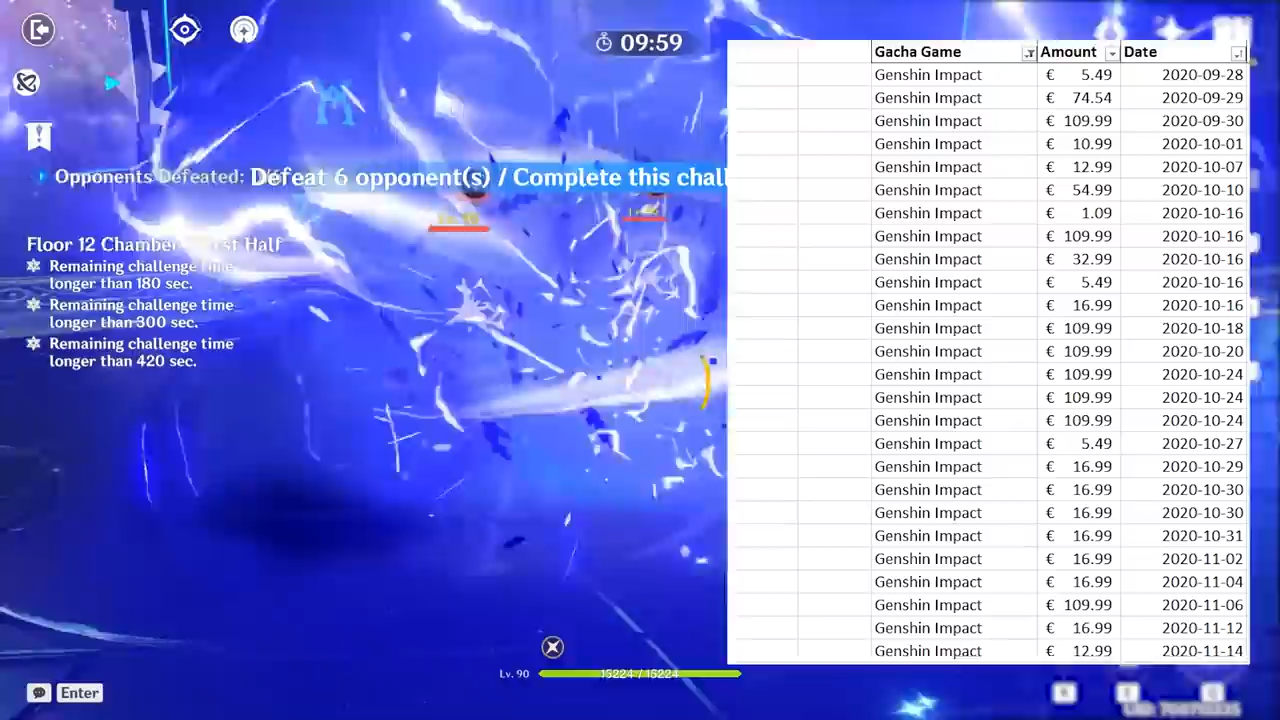 09:59
Opponents Defeated:
Defeat 6 opponent(s) / Complete this chall
Floor 12 Chamber
Half
Remaining challenge time
longer than 180 sec.
Remaining challenge time
longer than 300 sec.
Remaining challenge time
longer than 420 sec.
Lv. 90
15224 / 15224
Enter
Gacha Game Amount Date
Genshin Impact € 5.49 2020-09-28
Genshin Impact € 74.54 2020-09-29
Genshin Impact € 109.99 2020-09-30
Genshin Impact € 10.99 2020-10-01
Genshin Impact € 12.99 2020-10-07
Genshin Impact € 54.99 2020-10-10
Genshin Impact € 1.09 2020-10-16
Genshin Impact € 109.99 2020-10-16
Genshin Impact € 32.99 2020-10-16
Genshin Impact € 5.49 2020-10-16
Genshin Impact € 16.99 2020-10-16
Genshin Impact € 109.99 2020-10-18
Genshin Impact € 109.99 2020-10-20
Genshin Impact € 109.99 2020-10-24
Genshin Impact € 109.99 2020-10-24
Genshin Impact € 109.99 2020-10-24
Genshin Impact € 5.49 2020-10-27
Genshin Impact € 16.99 2020-10-29
Genshin Impact € 16.99 2020-10-30
Genshin Impact € 16.99 2020-10-30
Genshin Impact € 16.99 2020-10-31
Genshin Impact € 16.99 2020-11-02
Genshin Impact € 16.99 2020-11-04
Genshin Impact € 109.99 2020-11-06
Genshin Impact € 16.99 2020-11-12
Genshin Impact € 12.99 2020-11-14